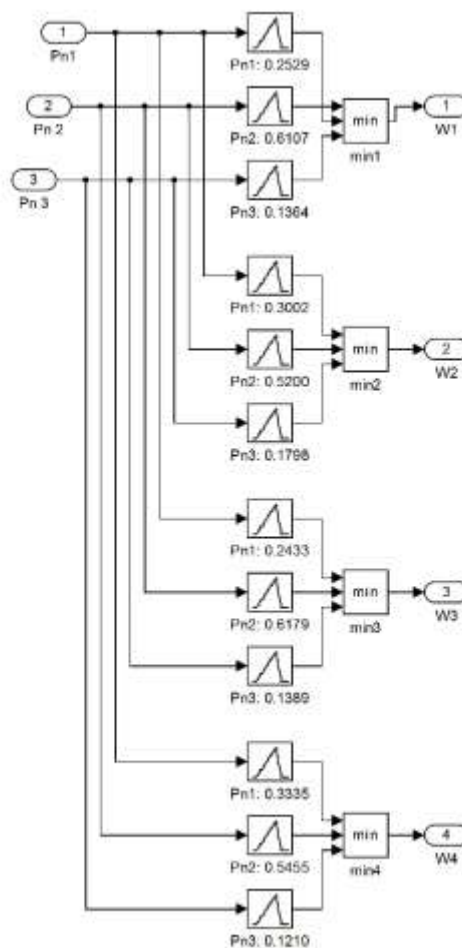 1
Pn1
Pn1: 0.2529
2
Pn 2
Pn2: 0.6107
min
min1
1
W1
3
Pn 3
Pn3: 0.1364
Pn1: 0.3002
Pn2: 0.5200
min
min2
2
W2
Pn3: 0.1798
Pn1: 0.2433
Pn2: 0.6179
min
min3
3
W3
Pn3: 0.1389
Pn1: 0.3335
Pn2: 0.5455
min
min4
4
W4
Pn3: 0.1210